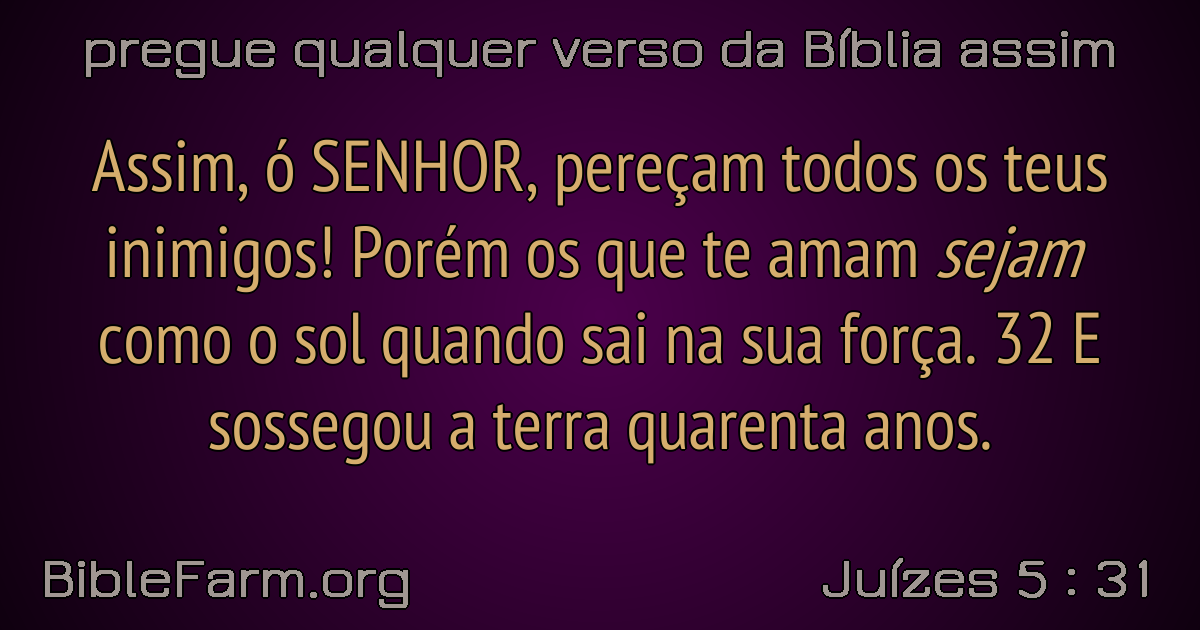 pregue qualquer verso da Bíblia assim
Assim, ó SENHOR, pereçam todos os teus
inimigos! Porém os que te amam sejam
como o sol quando sai na sua força. 32 E
sossegou a terra quarenta anos.
BibleFarm.org
Juízes 5 : 31